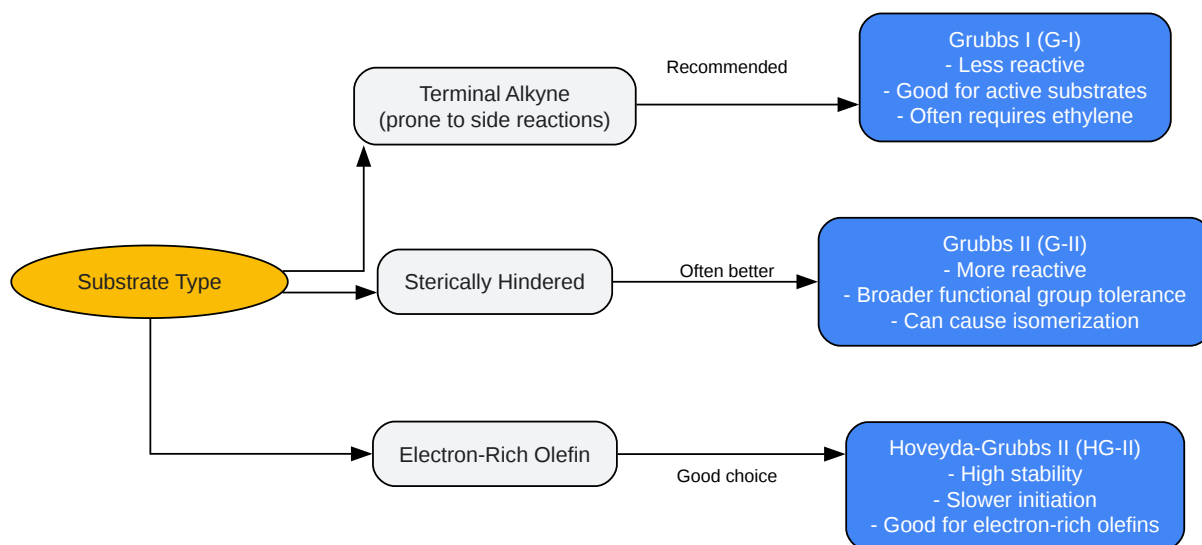 Substrate Type
Terminal Alkyne
(prone to side reactions)
Recommended
Grubbs I (G-I)
- Less reactive
- Good for active substrates
- Often requires ethylene
Sterically Hindered
Often better
Grubbs II (G-II)
- More reactive
- Broader functional group tolerance
- Can cause isomerization
Electron-Rich Olefin
Good choice
Hoveyda-Grubbs II (HG-II)
- High stability
- Slower initiation
- Good for electron-rich olefins